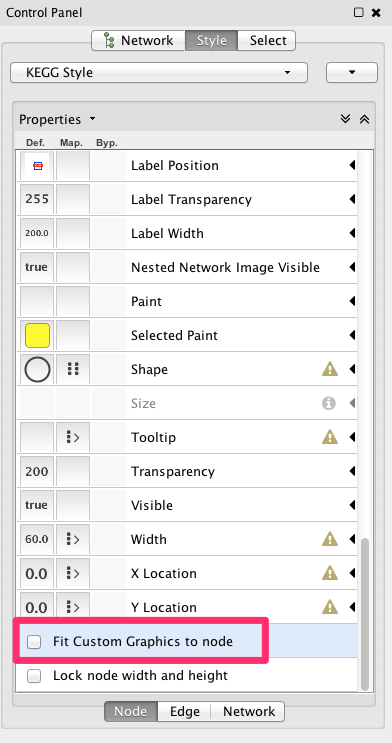 Control Panel
Network Style Select
KEGG Style
Properties
Def. Map. Byp.
Label Position
255 Label Transparency
200.0 Label Width
true Nested Network Image Visible
Paint
Selected Paint
Shape
Size
Tooltip
200 Transparency
true Visible
60.0 Width
0.0 X Location
0.0 Y Location
Fit Custom Graphics to node
Lock node width and height
Node Edge Network